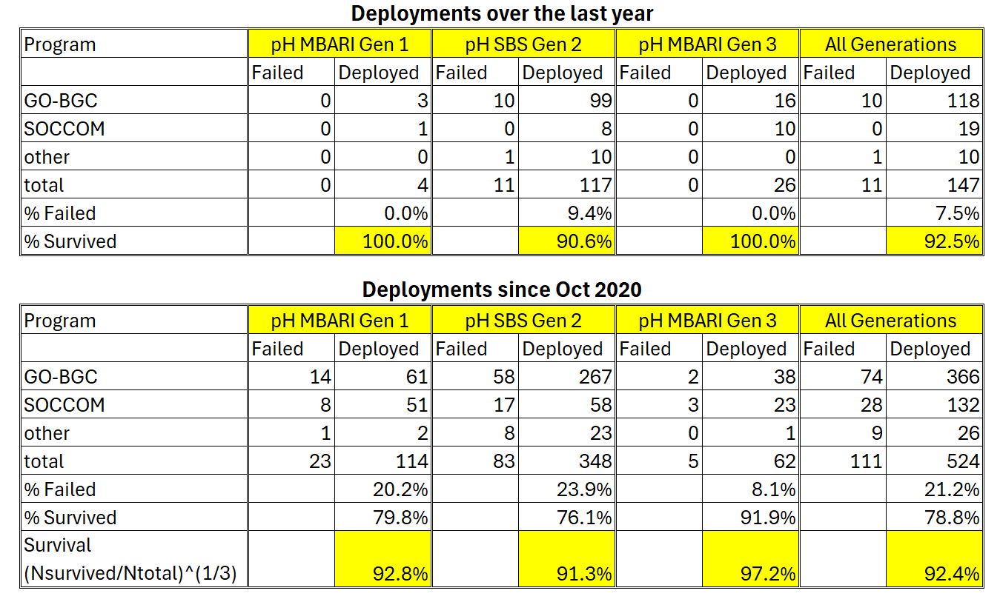 Deployments over the last year
Program pH MBARI Gen 1 pH SBS Gen 2 pH MBARI Gen 3 All Generations
Failed Deployed Failed Deployed Failed Deployed Failed Deployed
GO-BGC 0 3 10 99 0 16 10 118
SOCCOM 0 1 0 8 0 10 0 19
other 0 0 1 10 0 0 1 10
total 0 4 11 117 0 26 11 147
% Failed 0.0% 9.4% 0.0% 7.5%
% Survived 100.0% 90.6% 100.0% 92.5%
Deployments since Oct 2020
Program pH MBARI Gen 1 pH SBS Gen 2 pH MBARI Gen 3 All Generations
Failed Deployed Failed Deployed Failed Deployed Failed Deployed
GO-BGC 14 61 58 267 2 38 74 366
SOCCOM 8 51 17 58 3 23 28 132
other 1 2 8 23 0 1 9 26
total 23 114 83 348 5 62 111 524
% Failed 20.2% 23.9% 8.1% 21.2%
% Survived 79.8% 76.1% 91.9% 78.8%
Survival
(Nsurvived/Ntotal)^(1/3) 92.8% 91.3% 97.2% 92.4%